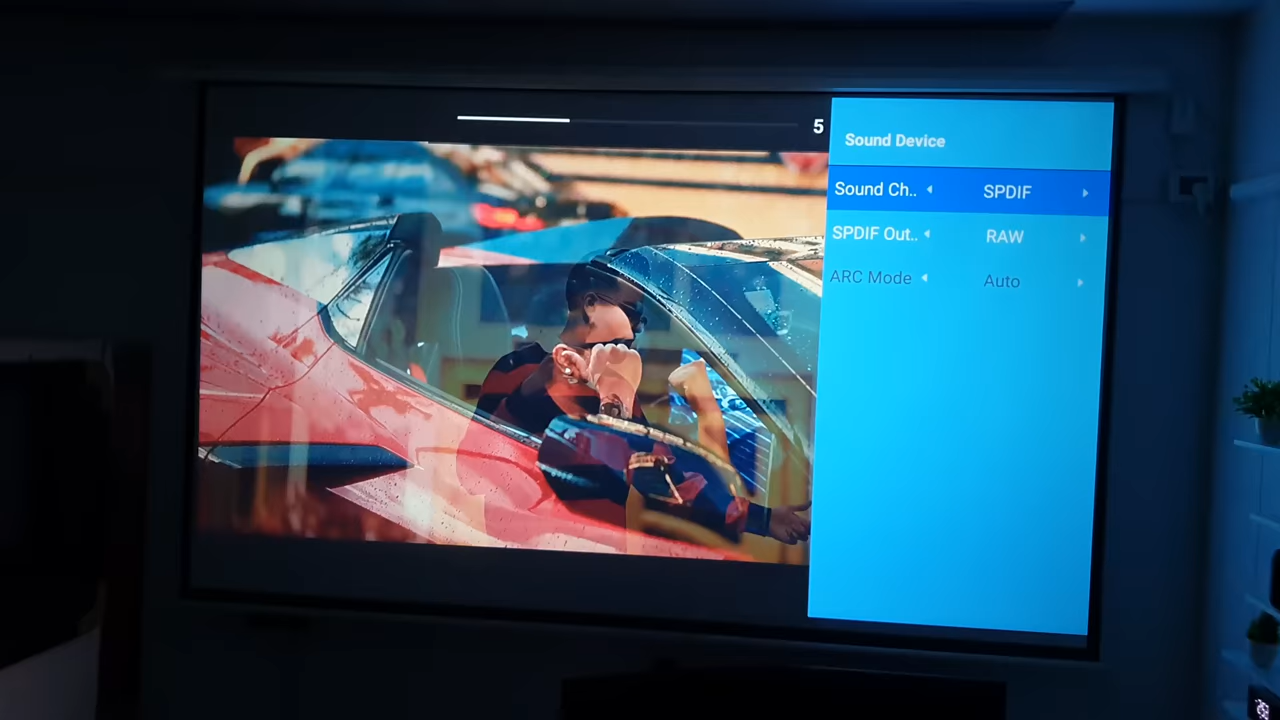 5
Sound Device
Sound Ch.. SPDIF
SPDIF Out.. RAW
ARC Mode Auto